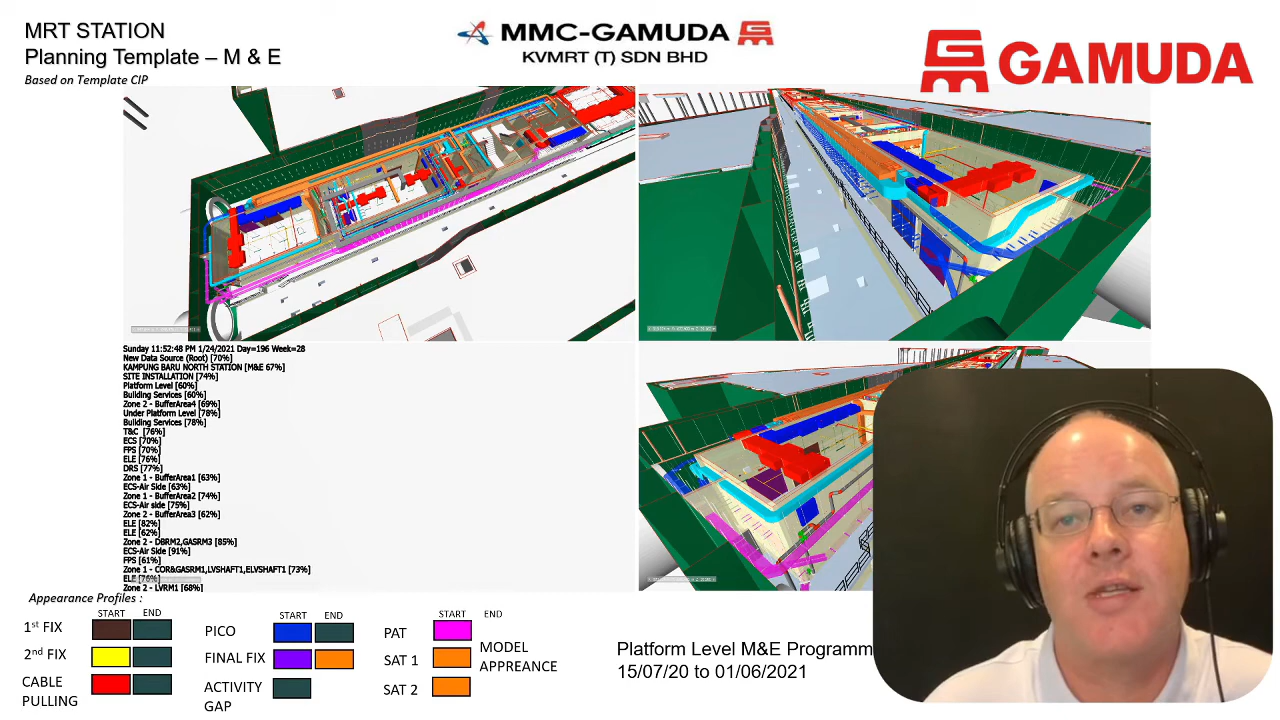 MRT STATION
Planning Template – M & E
Based on Template CIP
MMC-GAMUDA
KVMRT (T) SDN BHD
GAMUDA
Sunday 11:52:48 PM 1/24/2021 Day=196 Week=28
New Data Source (Root) [70%]
KAMPUNG BARU NORTH STATION [M&E 67%]
SITE INSTALLATION [74%]
Platform Level [60%]
Building Services [60%]
Zone 2 - BufferArea4 [69%]
Under Platform Level [78%]
Building Services [78%]
T&C [76%]
ECS [70%]
FPS [70%]
ELE [76%]
DRS [77%]
Zone 1 - BufferArea1 [63%]
ECS-Air Side [63%]
Zone 1 - BufferArea2 [74%]
ECS-Air side [75%]
Zone 2 - BufferArea3 [62%]
ELE [82%]
ELE [62%]
Zone 2 - DBRM2,GASRM3 [85%]
ECS-Air Side [91%]
FPS [61%]
Zone 1 - COR&GASRM1,LVSHAFT1,ELVSHAFT1 [73%]
ELE [76%]
Zone 2 - LVRM1 [68%]
Appearance Profiles :
START END
1st FIX
2nd FIX
CABLE
PULLING
START END
PICO
FINAL FIX
ACTIVITY
GAP
START END
PAT
SAT 1
SAT 2
MODEL
APPREANCE
Platform Level M&E Programm
15/07/20 to 01/06/2021